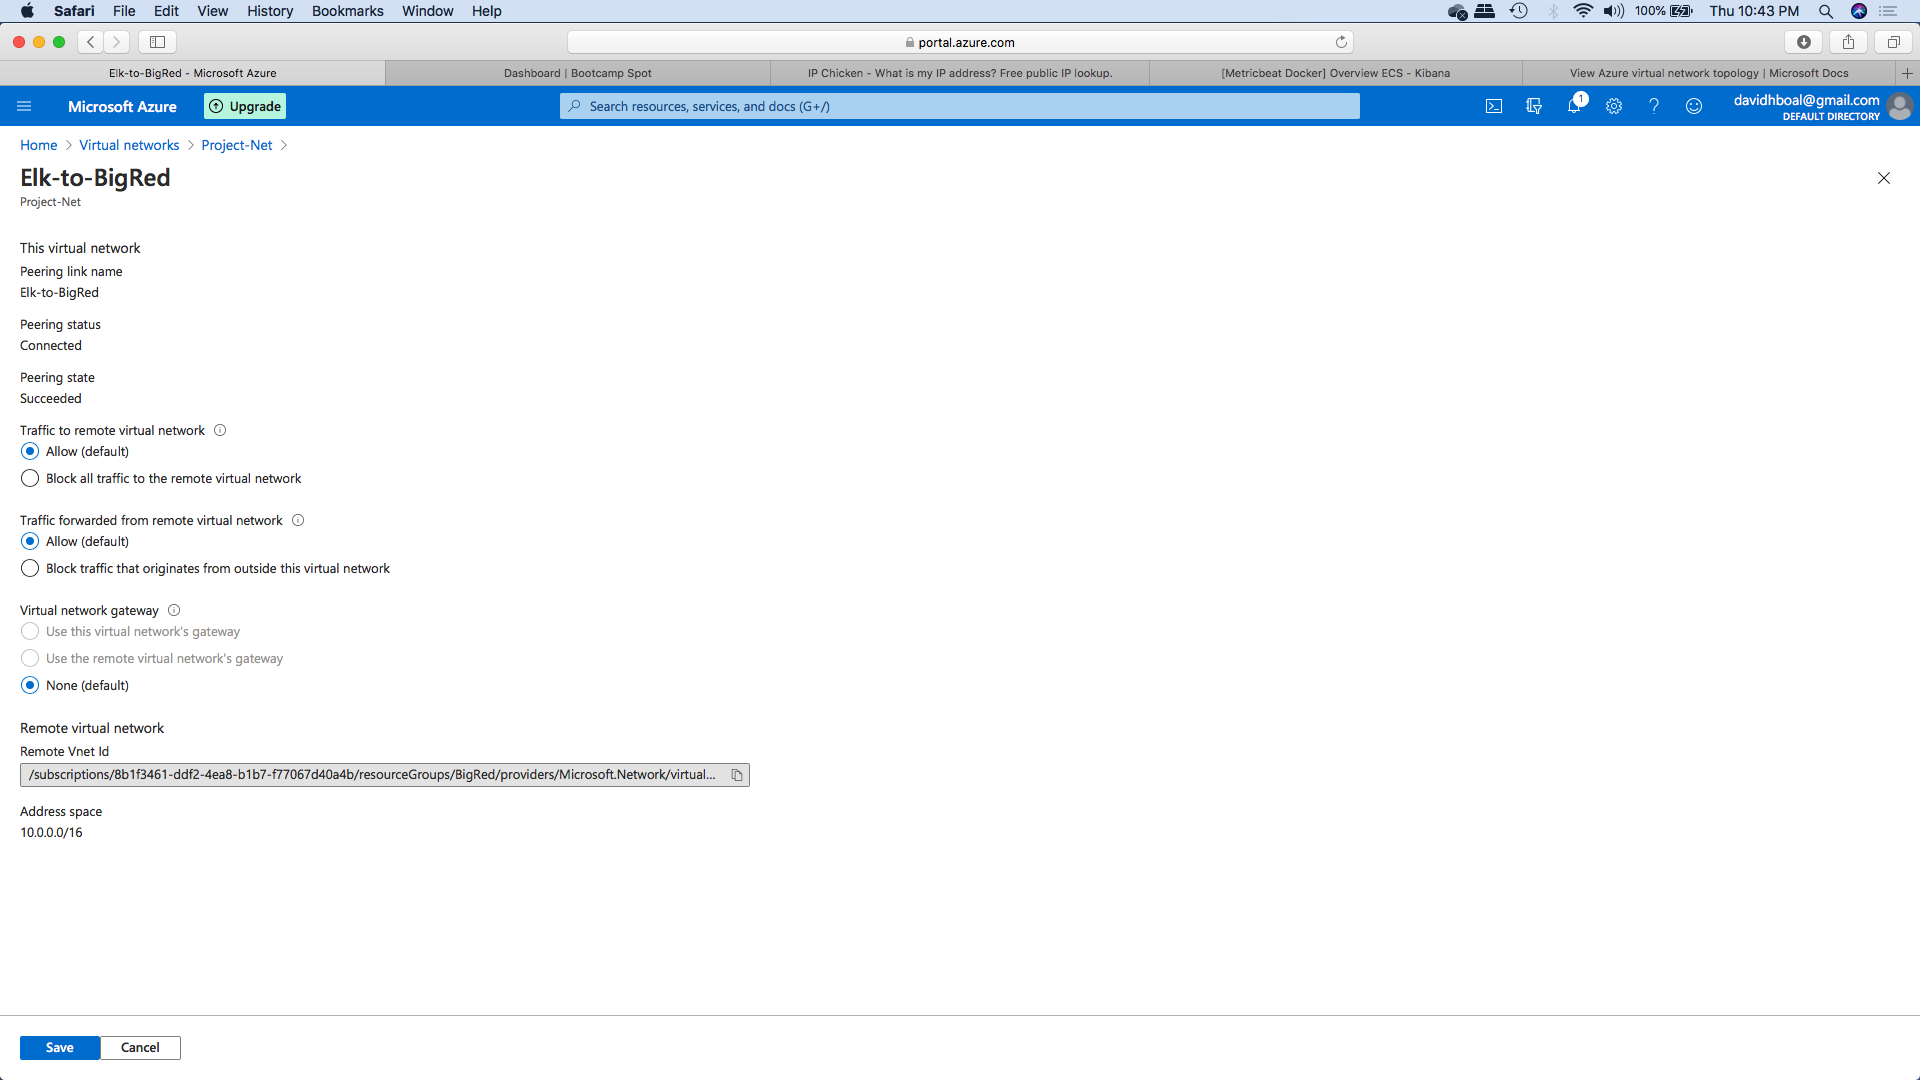 Safari File Edit View History Bookmarks Window Help 100% Thu 10:43 PM
portal.azure.com
Elk-to-BigRed - Microsoft Azure Dashboard | Bootcamp Spot IP Chicken - What is my IP address? Free public IP lookup. [Metricbeat Docker] Overview ECS - Kibana View Azure virtual network topology | Microsoft Docs
Microsoft Azure Upgrade Search resources, services, and docs (G+/) 1 davidhboal@gmail.com
DEFAULT DIRECTORY
Home > Virtual networks > Project-Net >
Elk-to-BigRed
Project-Net
This virtual network
Peering link name
Elk-to-BigRed
Peering status
Connected
Peering state
Succeeded
Traffic to remote virtual network
Allow (default)
Block all traffic to the remote virtual network
Traffic forwarded from remote virtual network
Allow (default)
Block traffic that originates from outside this virtual network
Virtual network gateway
Use this virtual network's gateway
Use the remote virtual network's gateway
None (default)
Remote virtual network
Remote Vnet Id
/subscriptions/8b1f3461-ddf2-4ea8-b1b7-f77067d40a4b/resourceGroups/BigRed/providers/Microsoft.Network/virtual...
Address space
10.0.0.0/16
Save Cancel